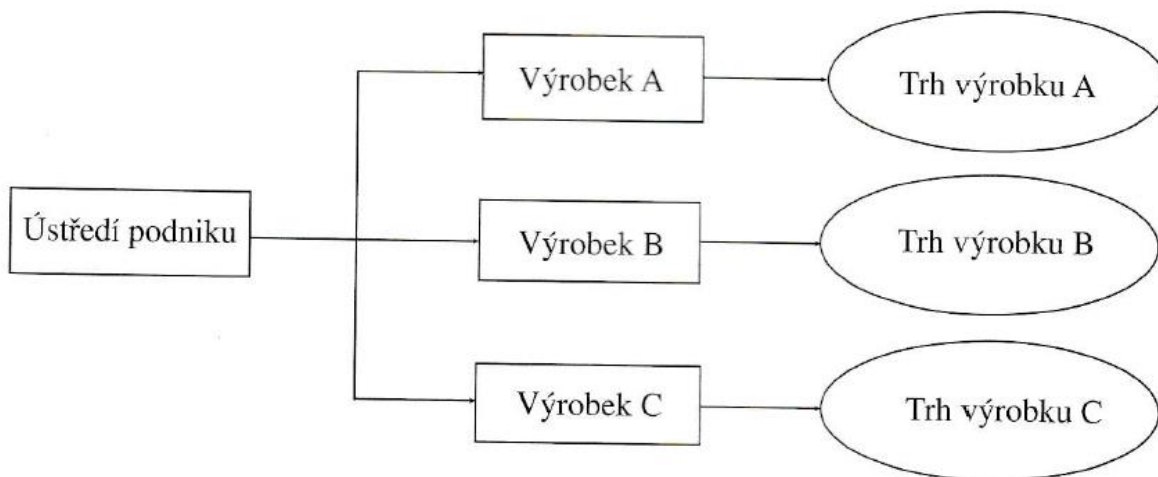 Výrobek A
Trh výrobku A
Ústředí podniku
Výrobek B
Trh výrobku B
Výrobek C
Trh výrobku C